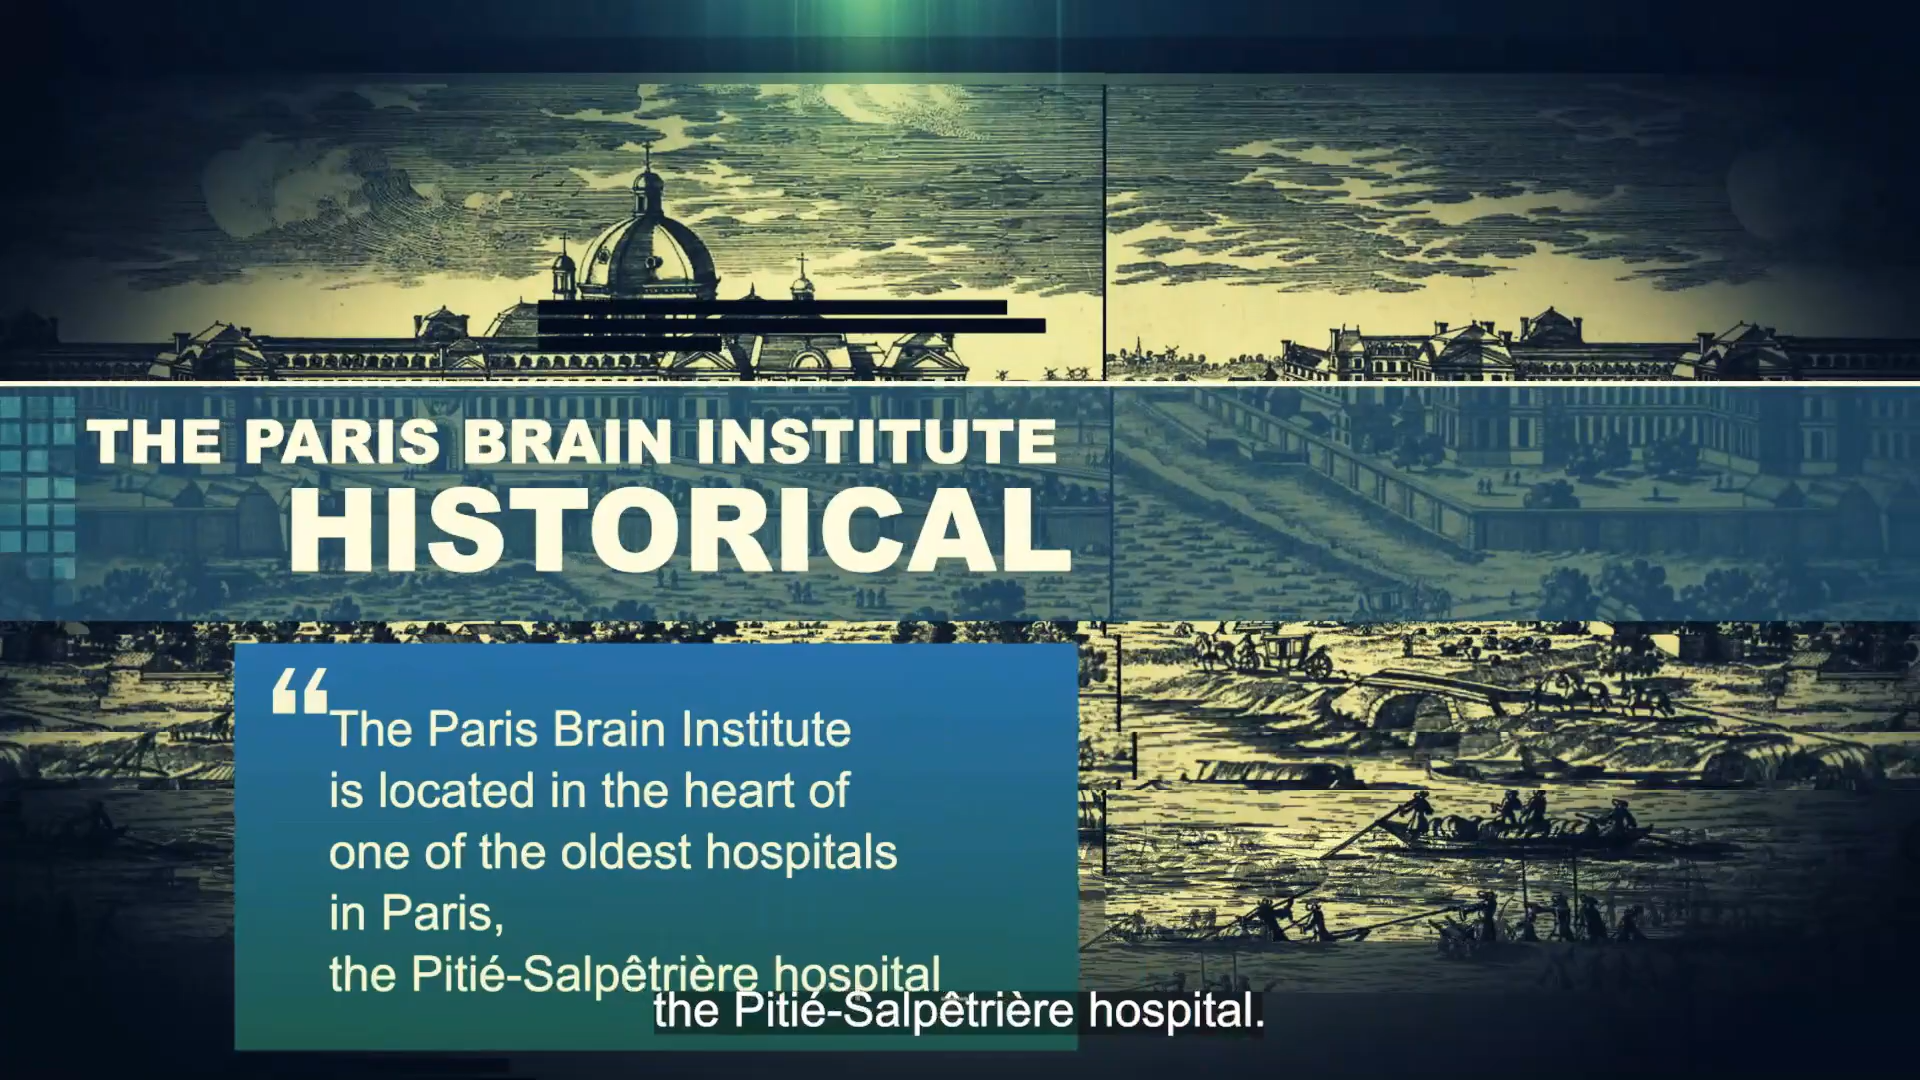 THE PARIS BRAIN INSTITUTE
HISTORICAL
“The Paris Brain Institute
is located in the heart of
one of the oldest hospitals
in Paris,
the Pitié-Salpêtrière hospital
the Pitié-Salpêtrière hospital.